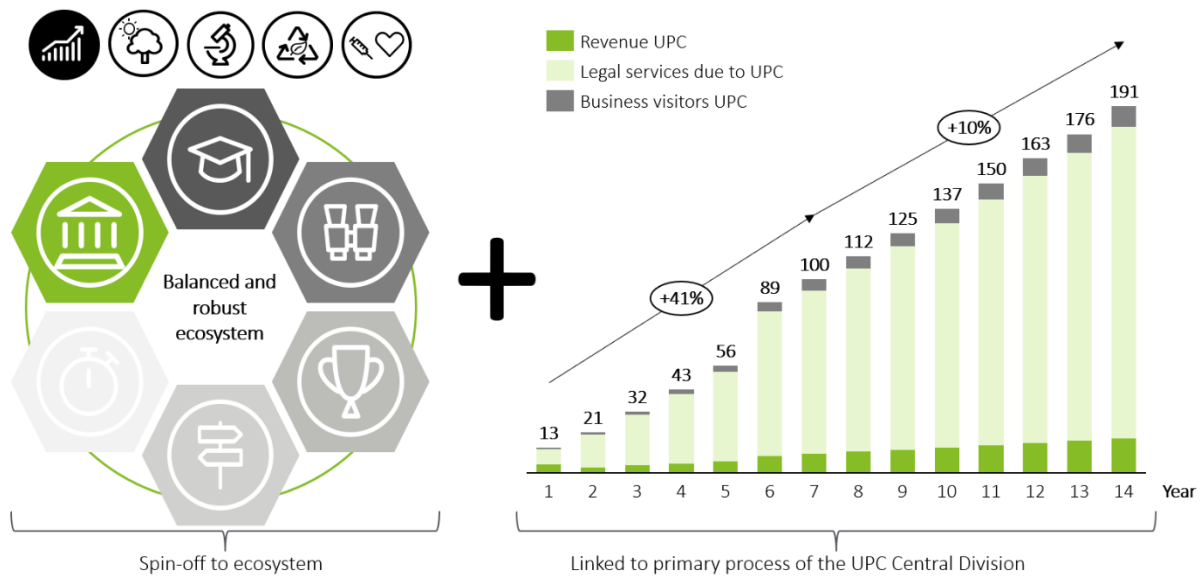 Balanced and
robust
ecosystem
Spin-off to ecosystem
Revenue UPC
Legal services due to UPC
Business visitors UPC
+41%
+10%
13
21
32
43
56
89
100
112
125
137
150
163
176
191
1 2 3 4 5 6 7 8 9 10 11 12 13 14 Year
Linked to primary process of the UPC Central Division